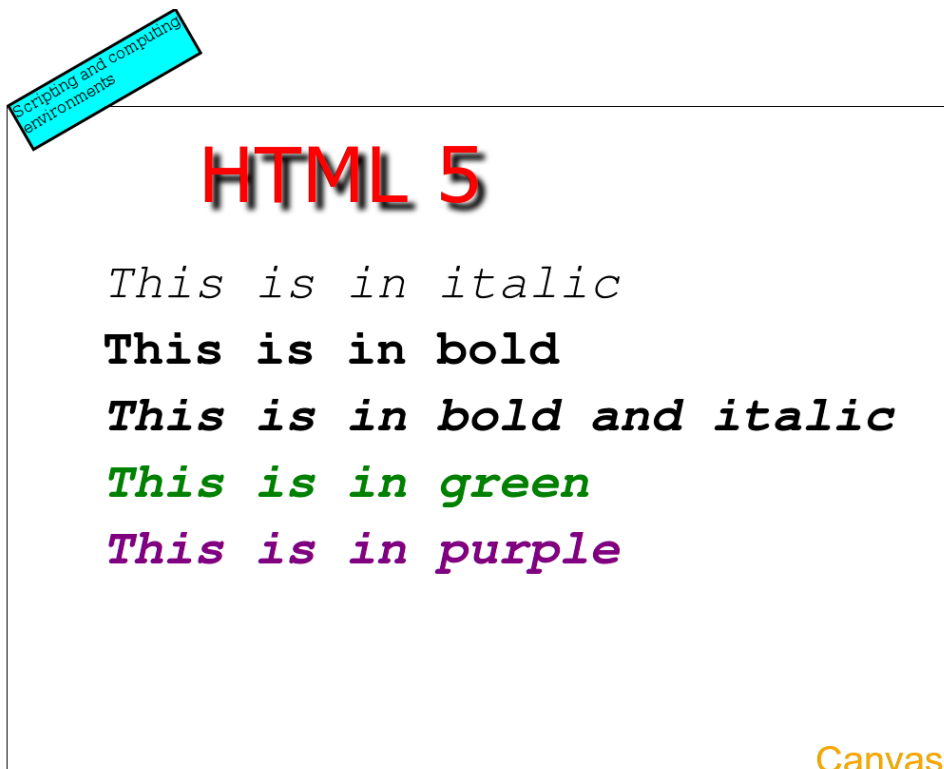 Scripting and computing
environments
HTML 5
This is in italic
This is in bold
This is in bold and italic
This is in green
This is in purple
Canvas